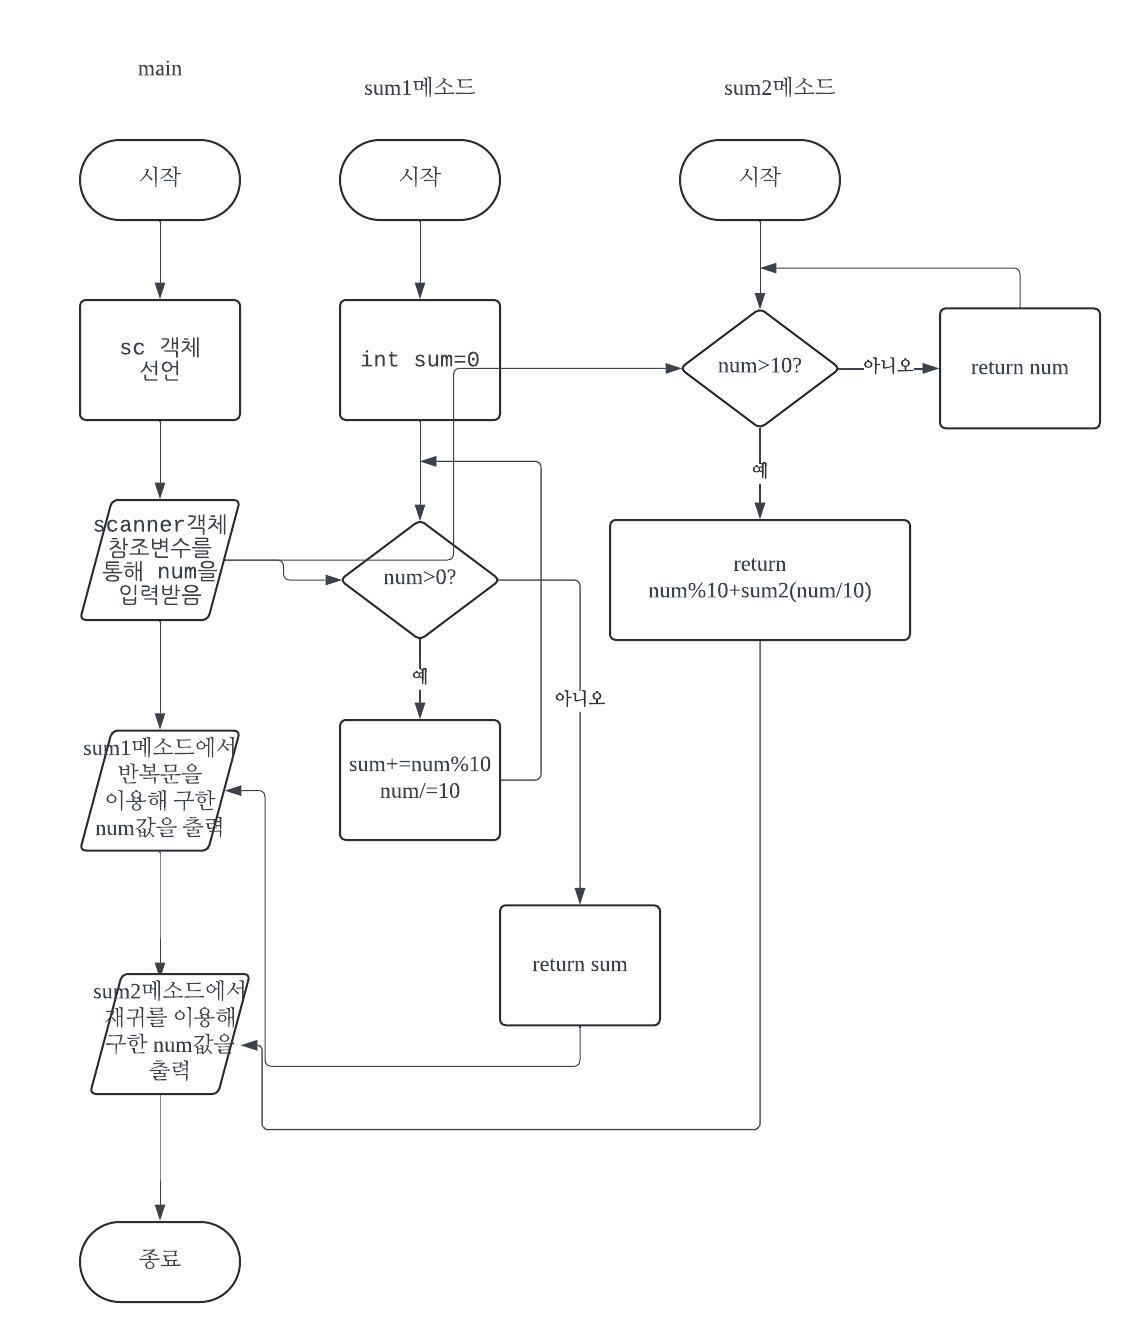 main
sum1메소드
sum2메소드
시작
시작
시작
sc 객체
선언
int sum=0
num>10?
아니오
return num
예
scanner객체
참조변수를
통해 num을
입력받음
num>0?
return
num%10+sum2(num/10)
예
아니오
sum1메소드에서
반복문을
이용해 구한
num값을 출력
sum+=num%10
num/=10
return sum
sum2메소드에서
재귀를 이용해
구한 num값을
출력
종료